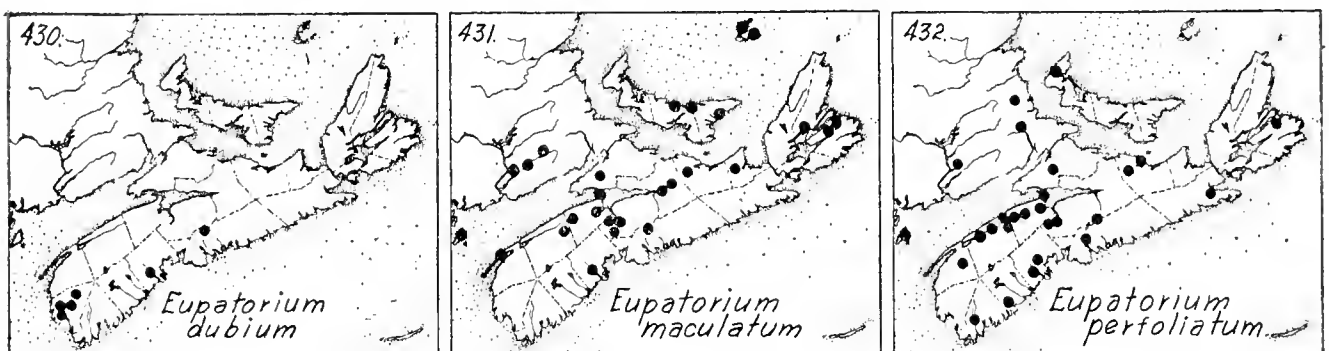 430.
Eupatorium
dubium
431.
Eupatorium
maculatum
432.
Eupatorium
perfoliatum